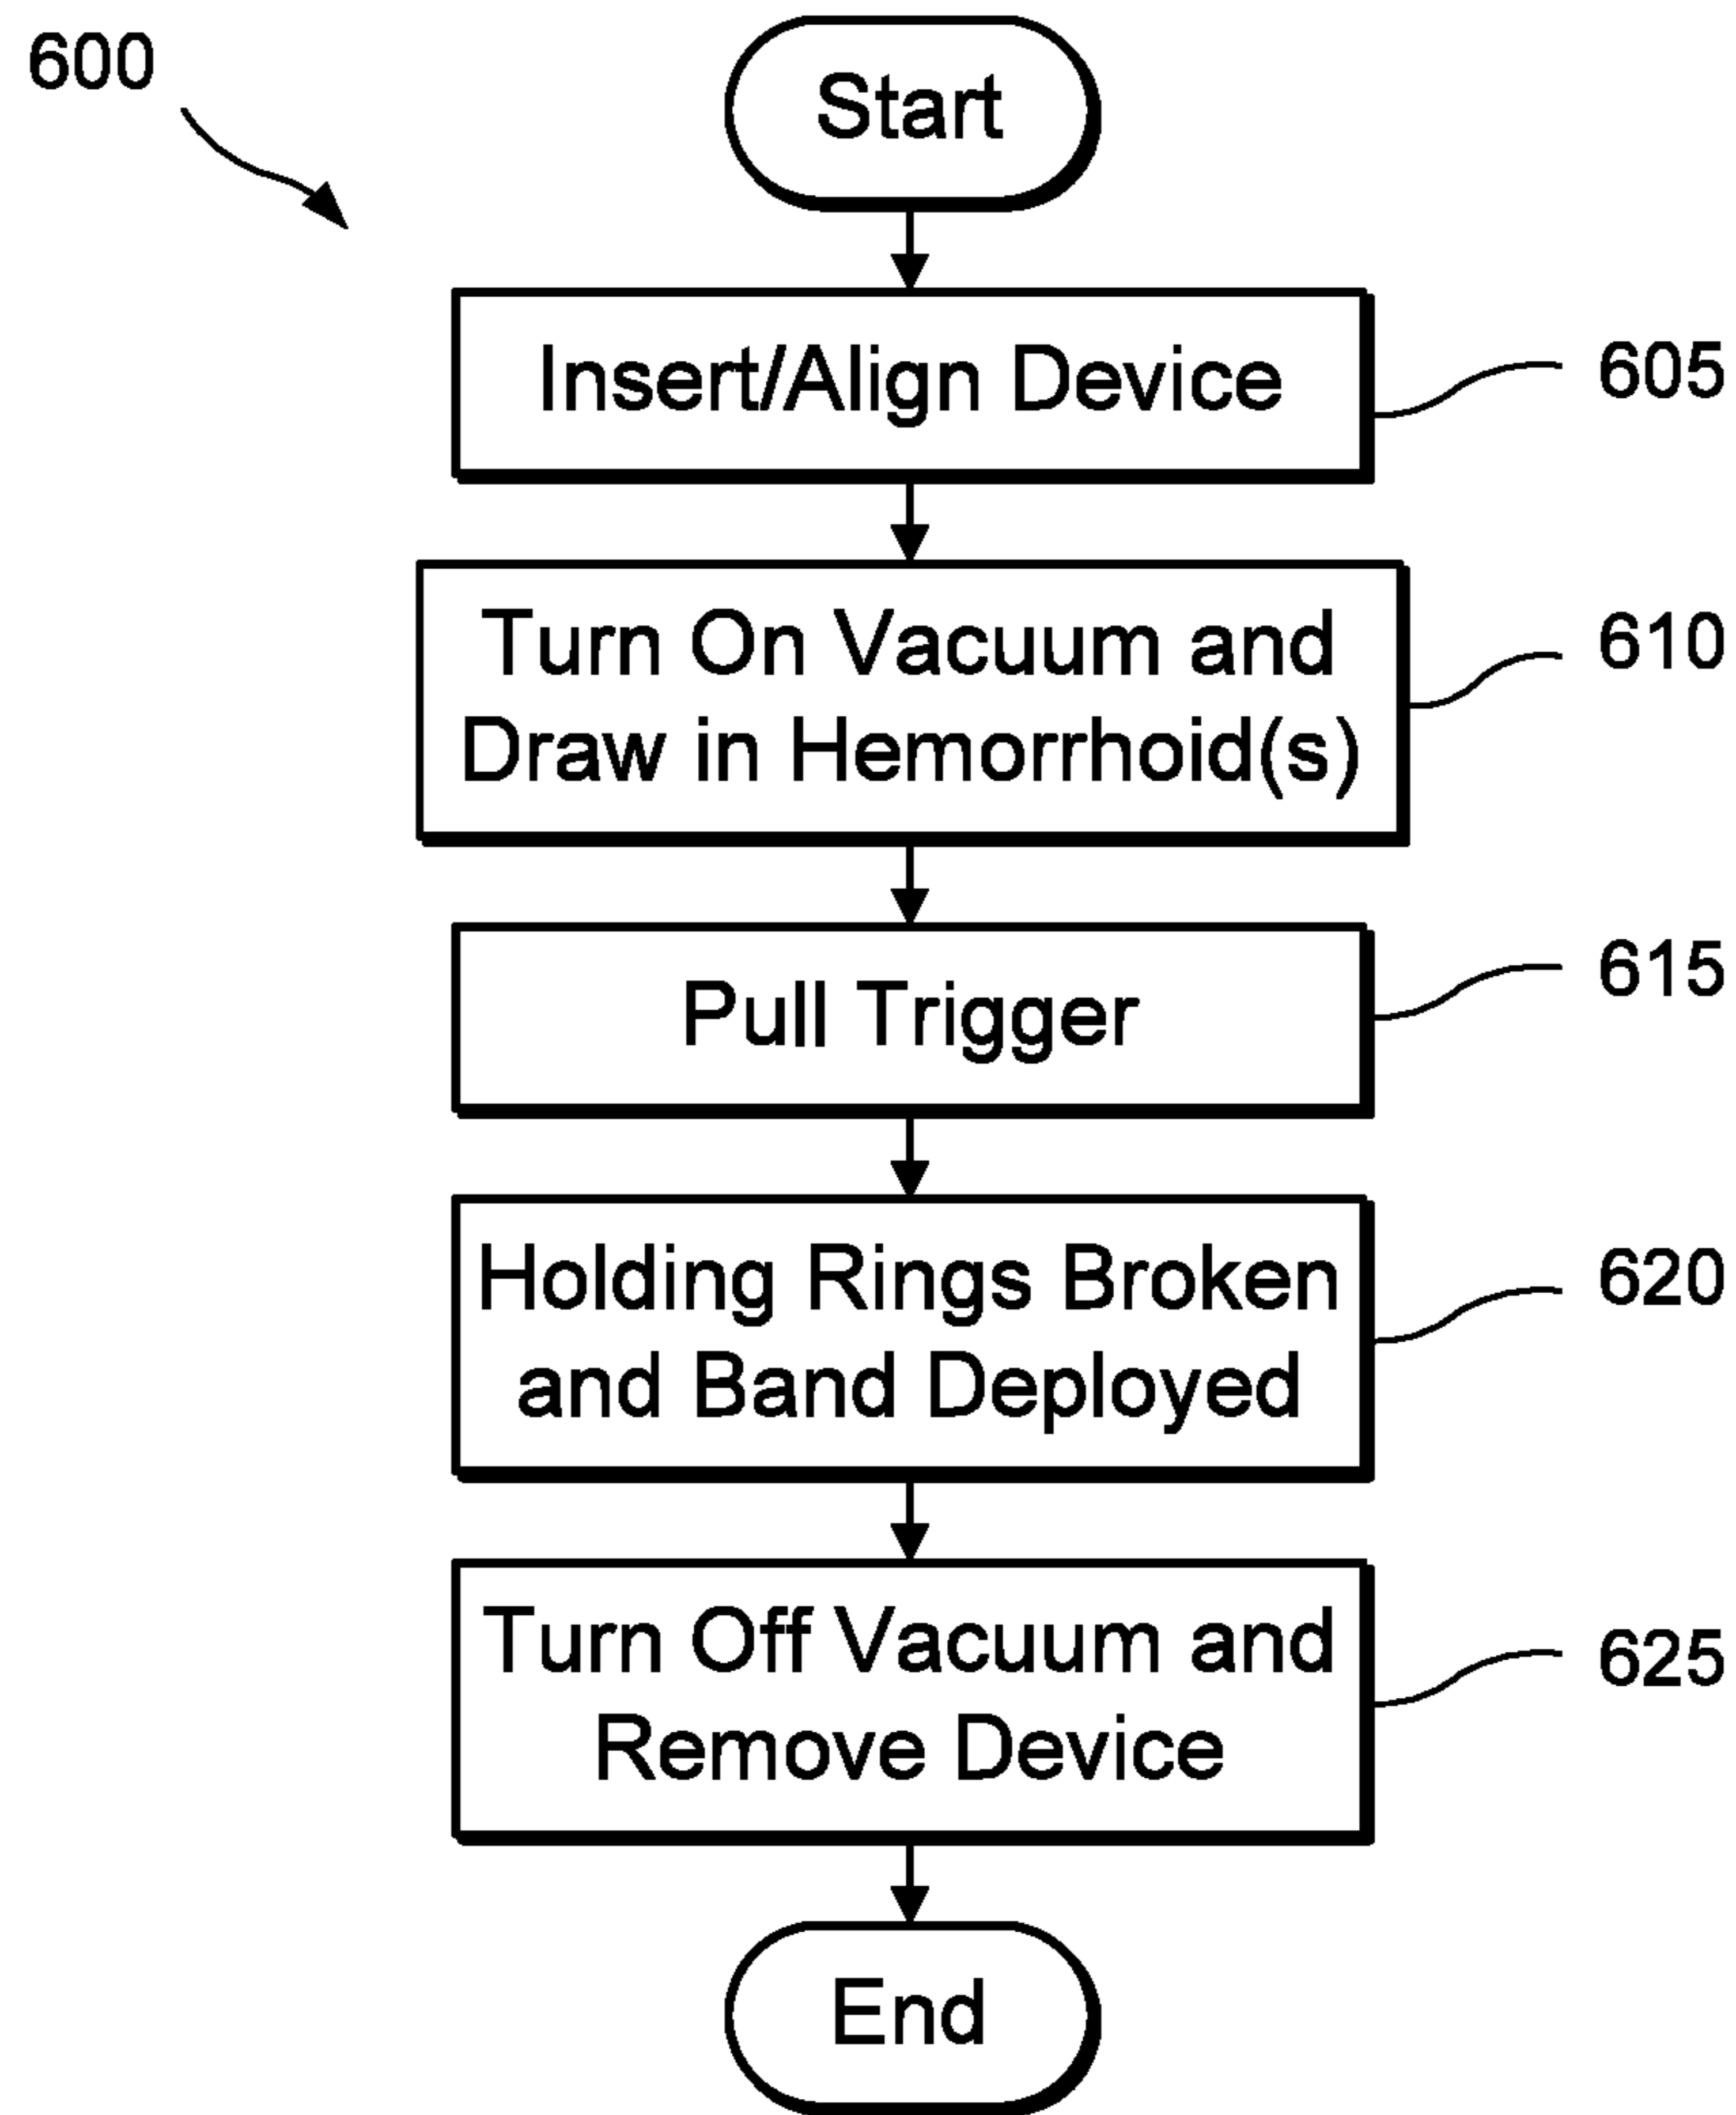 600
Start
Insert/Align Device
605
Turn On Vacuum and
Draw in Hemorrhoid(s)
610
Pull Trigger
615
Holding Rings Broken
and Band Deployed
620
Turn Off Vacuum and
Remove Device
625
End